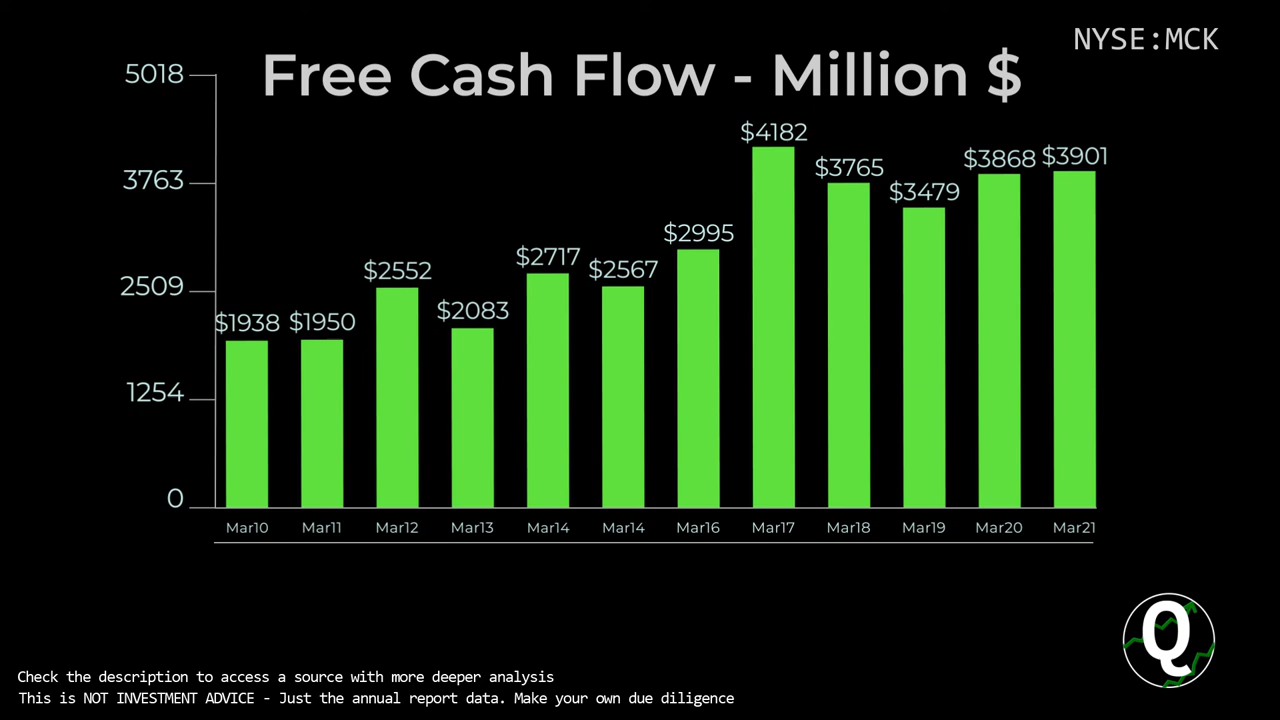 NYSE:MCK
Free Cash Flow - Million $
5018
3763
2509
1254
0
$1938 $1950 $2552 $2083 $2717 $2567 $2995 $4182 $3765 $3479 $3868 $3901
Mar10 Mar11 Mar12 Mar13 Mar14 Mar14 Mar16 Mar17 Mar18 Mar19 Mar20 Mar21
Q
Check the description to access a source with more deeper analysis
This is NOT INVESTMENT ADVICE - Just the annual report data. Make your own due diligence